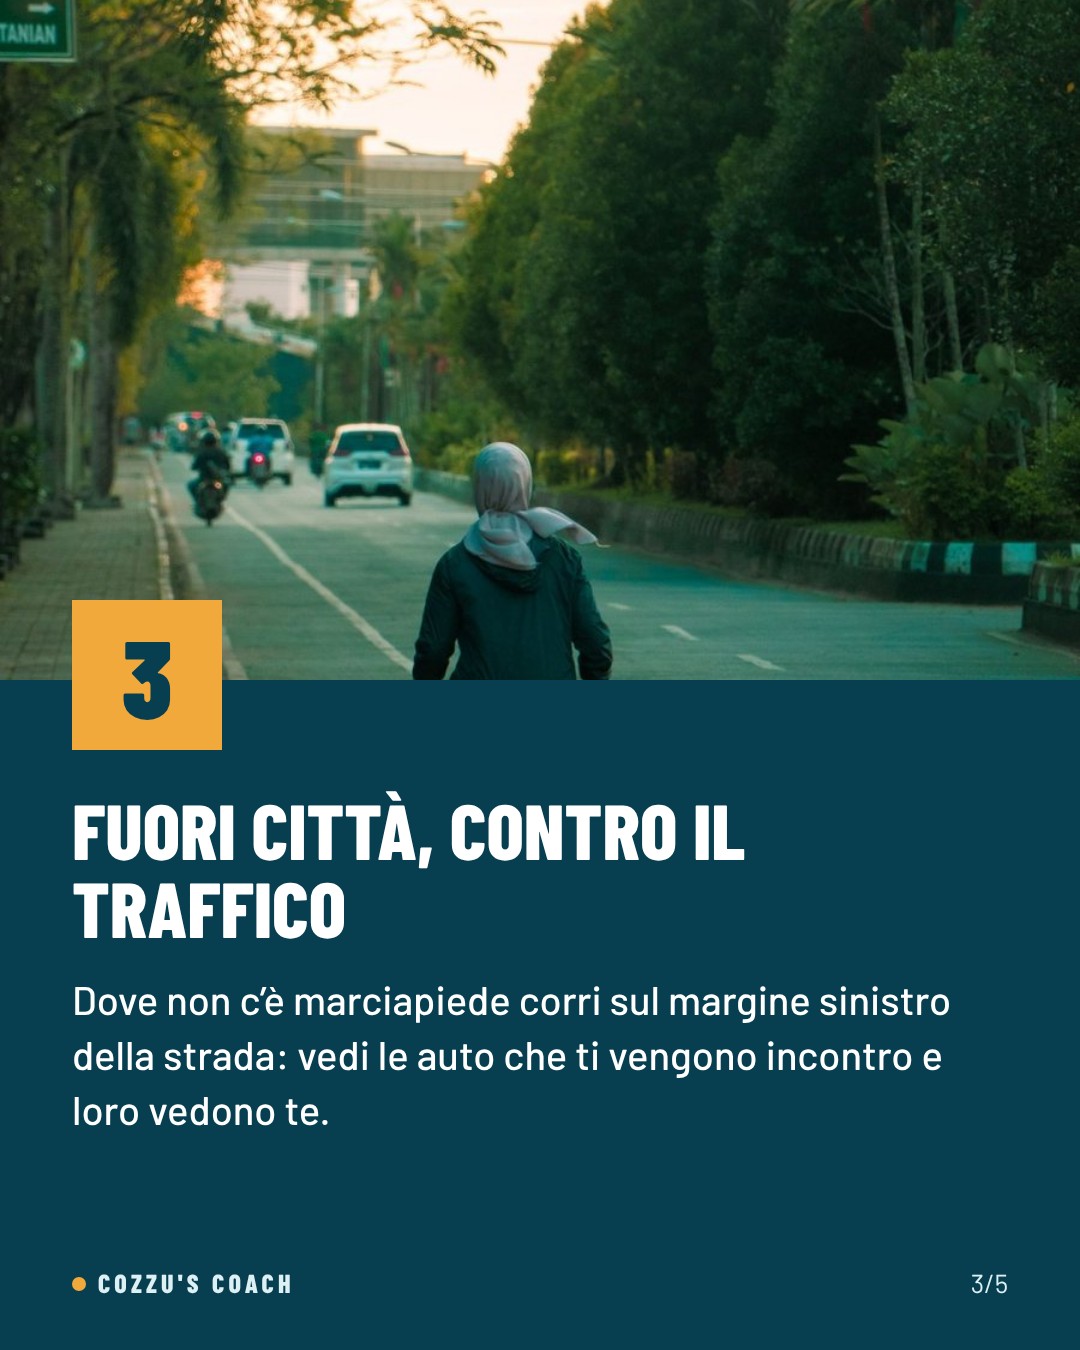 TANIAN
3
FUORI CITTÀ, CONTRO IL
TRAFFICO
Dove non c’è marciapiede corri sul margine sinistro
della strada: vedi le auto che ti vengono incontro e
loro vedono te.
COZZU'S COACH
3/5